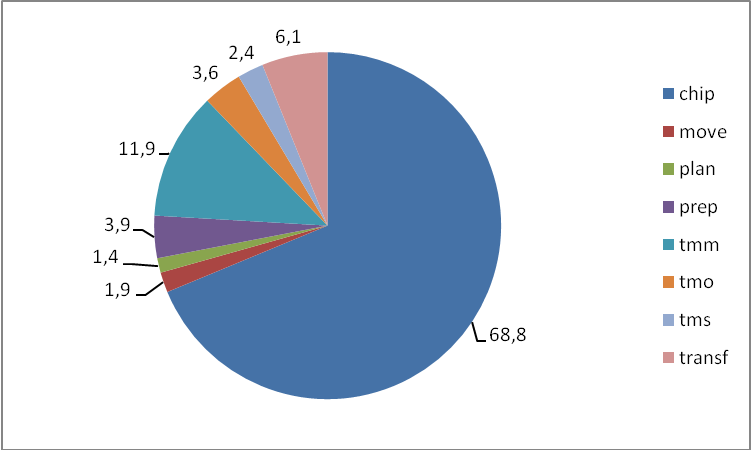 6,1
2,4
3,6
11,9
3,9
1,4
1,9
68,8
chip
move
plan
prep
tmm
tmo
tms
transf